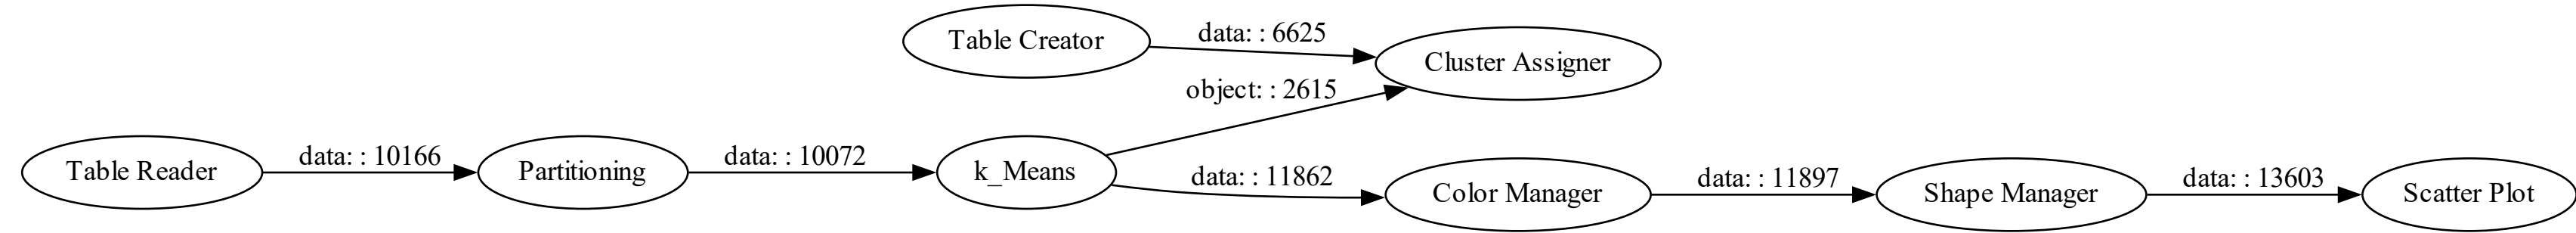 Table Creator
data: : 6625
Cluster Assigner
object: : 2615
Table Reader
data: : 10166
Partitioning
data: : 10072
k_Means
data: : 11862
Color Manager
data: : 11897
Shape Manager
data: : 13603
Scatter Plot